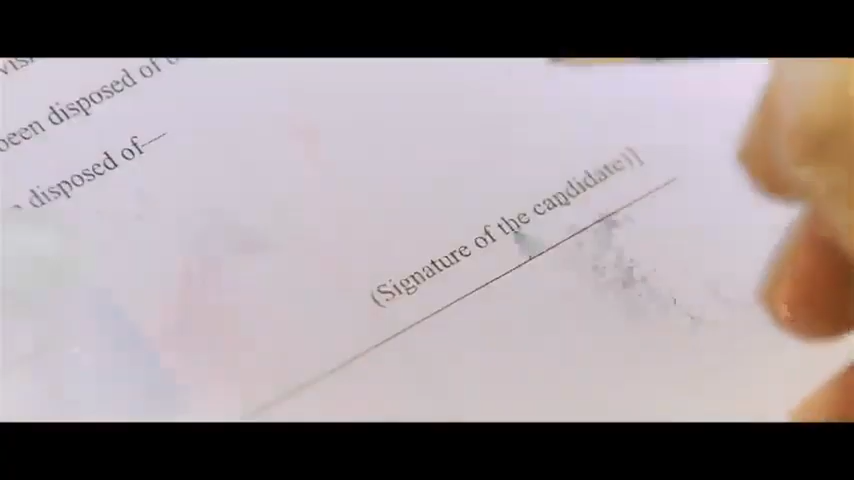 been disposed of
disposed of—
(Signature of the candidate)]